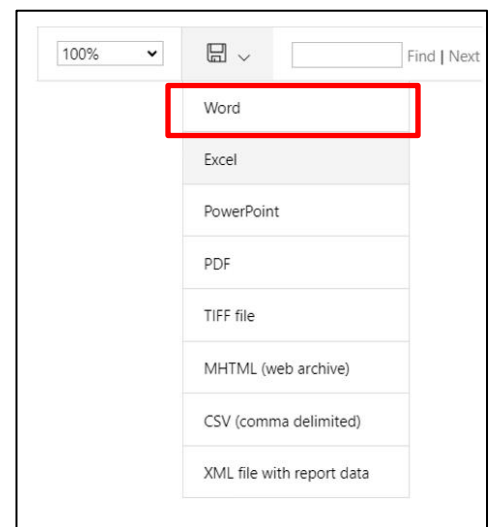 100% Find | Next
Word
Excel
PowerPoint
PDF
TIFF file
MHTML (web archive)
CSV (comma delimited)
XML file with report data